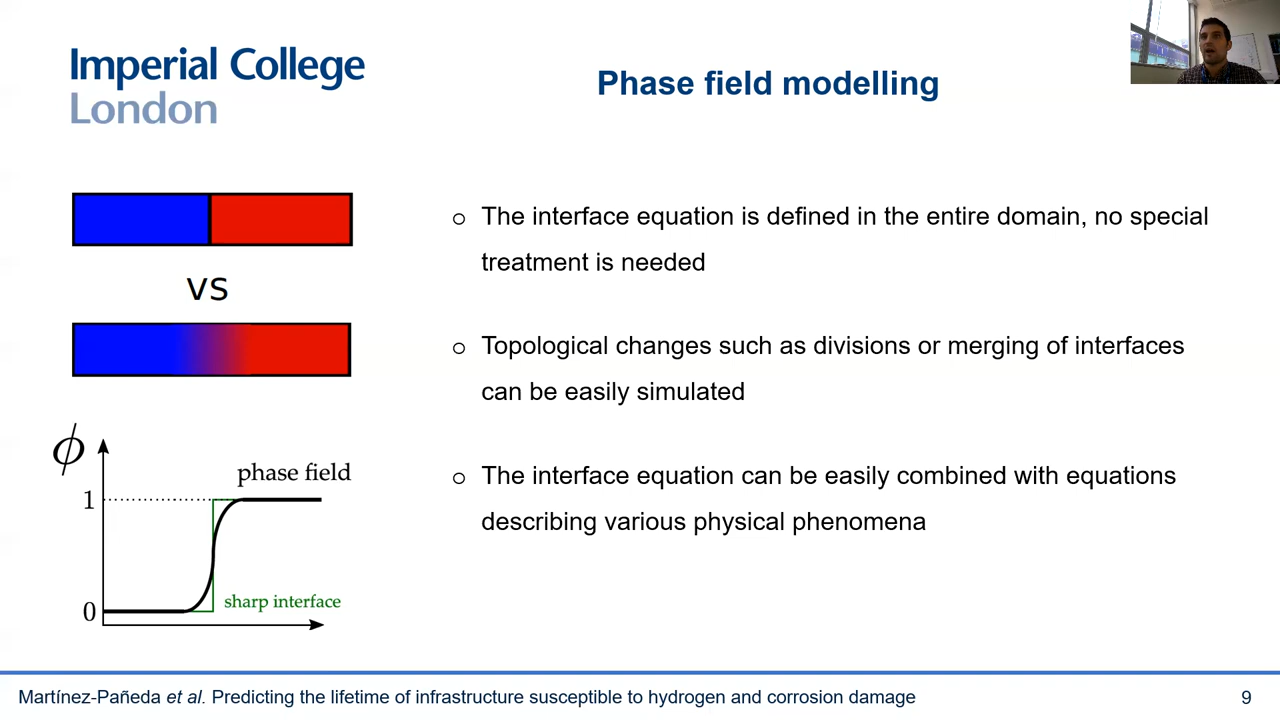 Imperial College
London
Phase field modelling
vs
ϕ
phase field
1
0
sharp interface
o The interface equation is defined in the entire domain, no special
treatment is needed
o Topological changes such as divisions or merging of interfaces
can be easily simulated
o The interface equation can be easily combined with equations
describing various physical phenomena
Martínez-Pañeda et al. Predicting the lifetime of infrastructure susceptible to hydrogen and corrosion damage
9